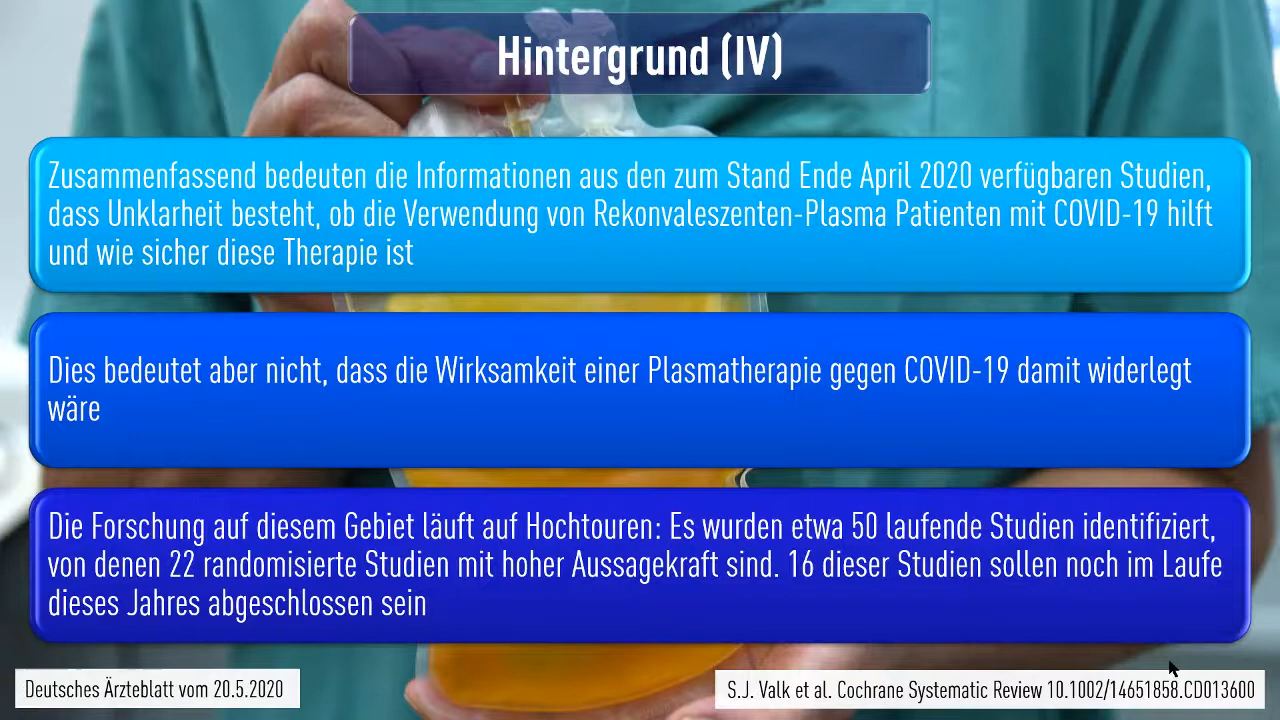 Hintergrund (IV)
Zusammenfassend bedeuten die Informationen aus den zum Stand Ende April 2020 verfügbaren Studien,
dass Unklarheit besteht, ob die Verwendung von Rekonvaleszenten-Plasma Patienten mit COVID-19 hilft
und wie sicher diese Therapie ist
Dies bedeutet aber nicht, dass die Wirksamkeit einer Plasmatherapie gegen COVID-19 damit widerlegt
wäre
Die Forschung auf diesem Gebiet läuft auf Hochtouren: Es wurden etwa 50 laufende Studien identifiziert,
von denen 22 randomisierte Studien mit hoher Aussagekraft sind. 16 dieser Studien sollen noch im Laufe
dieses Jahres abgeschlossen sein
Deutsches Ärzteblatt vom 20.5.2020
S.J. Valk et al. Cochrane Systematic Review 10.1002/14651858.CD013600